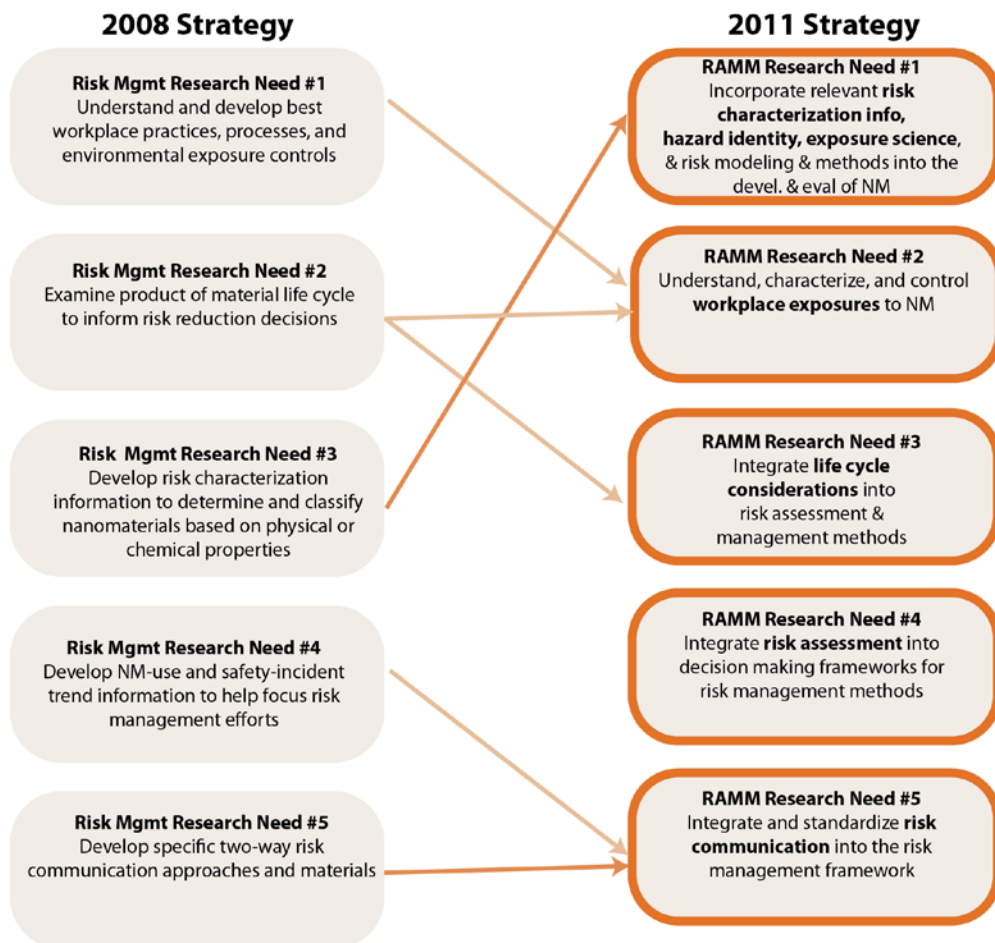 2008 Strategy
Risk Mgmt Research Need #1
Understand and develop best
workplace practices, processes, and
environmental exposure controls
Risk Mgmt Research Need #2
Examine product of material life cycle
to inform risk reduction decisions
Risk Mgmt Research Need #3
Develop risk characterization
information to determine and classify
nanomaterials based on physical or
chemical properties
Risk Mgmt Research Need #4
Develop NM-use and safety-incident
trend information to help focus risk
management efforts
Risk Mgmt Research Need #5
Develop specific two-way risk
communication approaches and materials
2011 Strategy
RAMM Research Need #1
Incorporate relevant risk
characterization info,
hazard identity, exposure science,
& risk modeling & methods into the
devel. & eval of NM
RAMM Research Need #2
Understand, characterize, and control
workplace exposures to NM
RAMM Research Need #3
Integrate life cycle
considerations into
risk assessment &
management methods
RAMM Research Need #4
Integrate risk assessment into
decision making frameworks for
risk management methods
RAMM Research Need #5
Integrate and standardize risk
communication into the risk
management framework